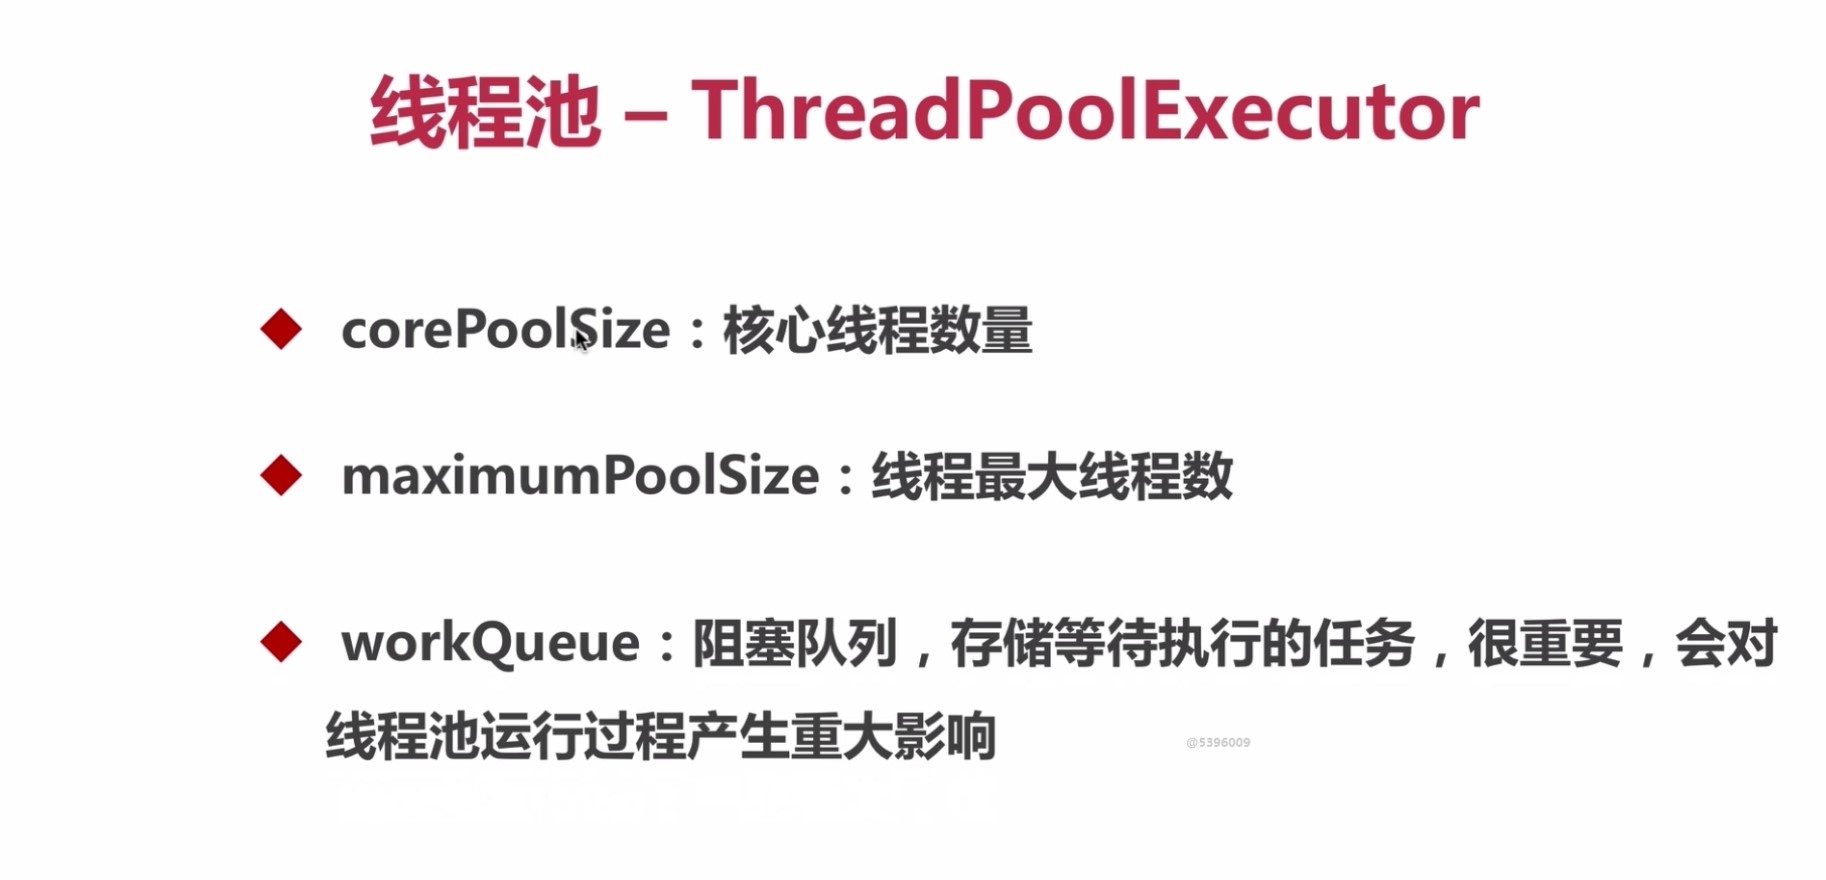 线程池 – ThreadPoolExecutor
corePoolSize：核心线程数量
maximumPoolSize：线程最大线程数
workQueue：阻塞队列，存储等待执行的任务，很重要，会对
线程池运行过程产生重大影响
@5396009